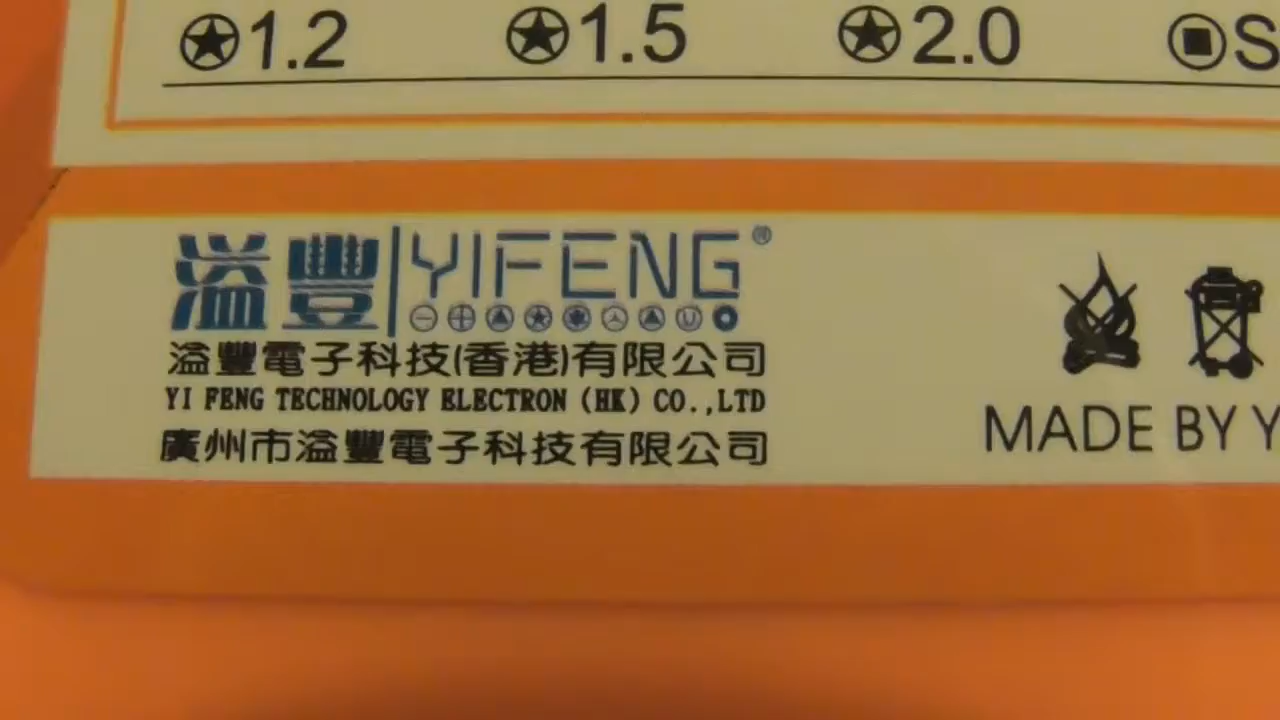 1.2 1.5 2.0 S
溢豐 YIFENG®
溢豐電子科技(香港)有限公司
YI FENG TECHNOLOGY ELECTRON (HK) CO.,LTD
廣州市溢豐電子科技有限公司
MADE BY Y